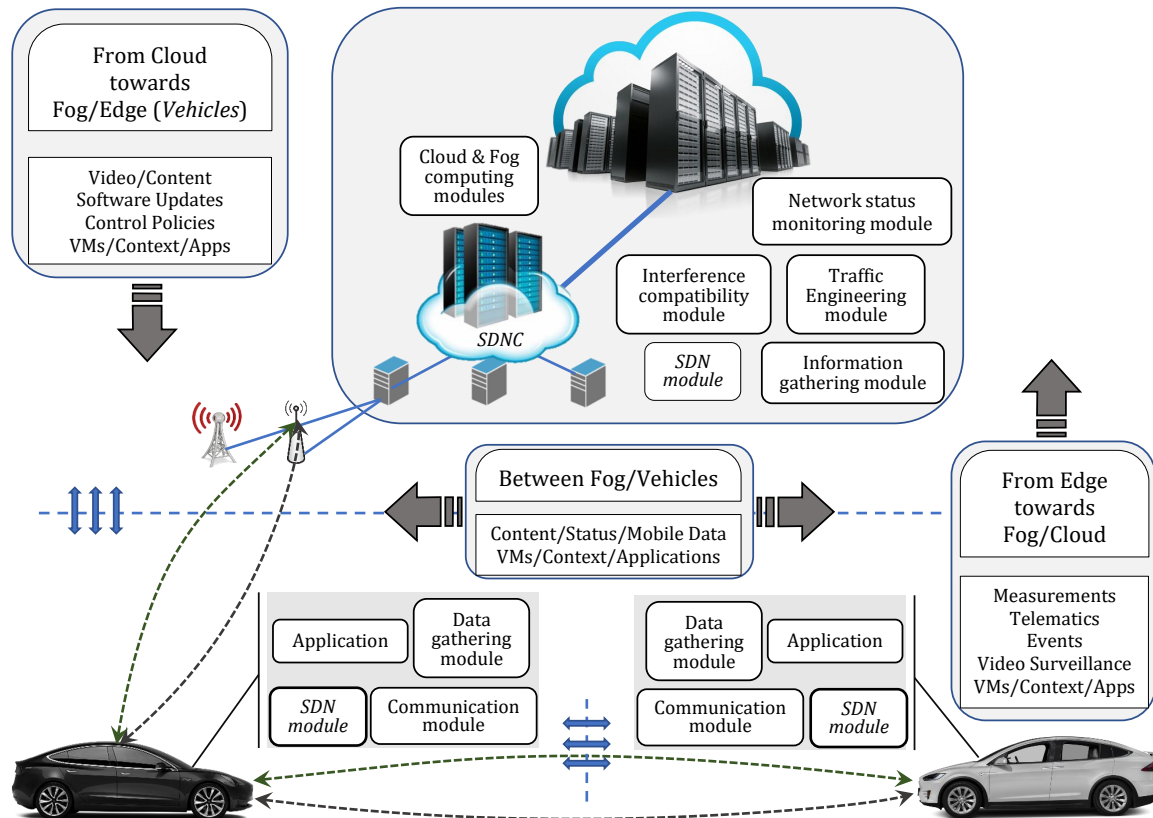 From Cloud
towards
Fog/Edge (Vehicles)
Video/Content
Software Updates
Control Policies
VMs/Context/Apps
Cloud & Fog
computing
modules
Network status
monitoring module
Interference
compatibility
module
Traffic
Engineering
module
SDNC
SDN
module
Information
gathering module
Between Fog/Vehicles
Content/Status/Mobile Data
VMs/Context/Applications
From Edge
towards
Fog/Cloud
Measurements
Telematics
Events
Video Surveillance
VMs/Context/Apps
Application
Data
gathering
module
SDN
module
Communication
module
Data
gathering
module
Application
Communication
module
SDN
module